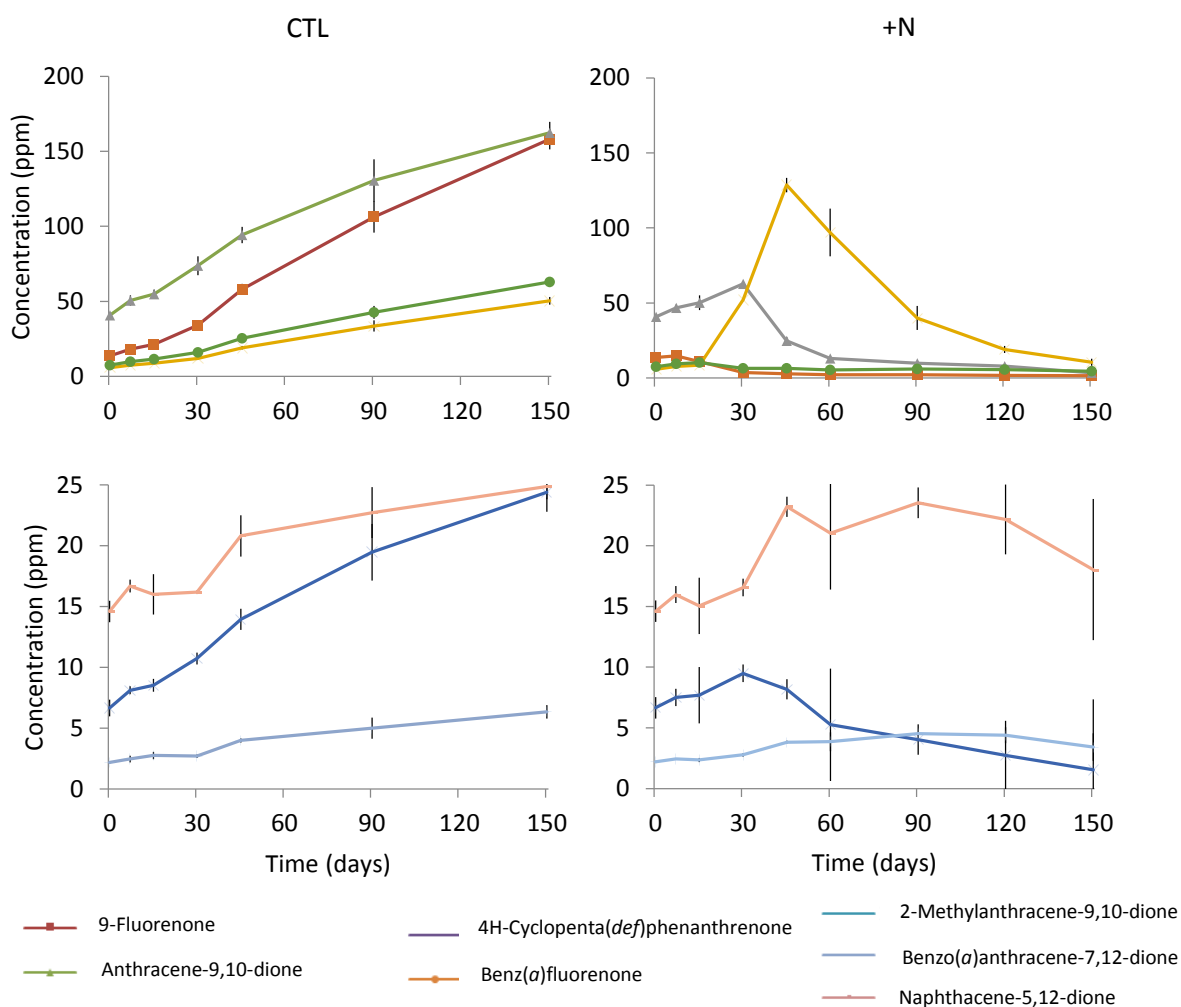 CTL
+N
Concentration (ppm)
200
150
100
50
0
0 30 60 90 120 150
200
150
100
50
0
0 30 60 90 120 150
Concentration (ppm)
25
20
15
10
5
0
0 30 60 90 120 150
Time (days)
Concentration (ppm)
25
20
15
10
5
0
0 30 60 90 120 150
Time (days)
9-Fluorenone
Anthracene-9,10-dione
4H-Cyclopenta(def)phenanthrenone
Benz(a)fluorenone
2-Methylanthracene-9,10-dione
Benzo(a)anthracene-7,12-dione
Naphthacene-5,12-dione